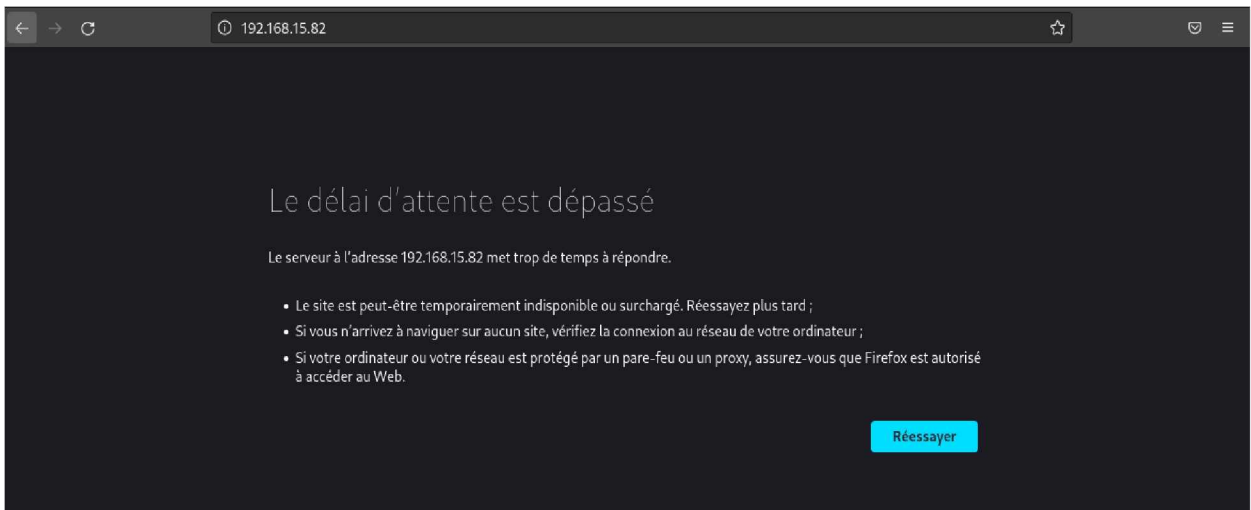 192.168.15.82
Le délai d'attente est dépassé
Le serveur à l'adresse 192.168.15.82 met trop de temps à répondre.
• Le site est peut-être temporairement indisponible ou surchargé. Réessayez plus tard ;
• Si vous n'arrivez à naviguer sur aucun site, vérifiez la connexion au réseau de votre ordinateur ;
• Si votre ordinateur ou votre réseau est protégé par un pare-feu ou un proxy, assurez-vous que Firefox est autorisé
à accéder au Web.
Réessayer